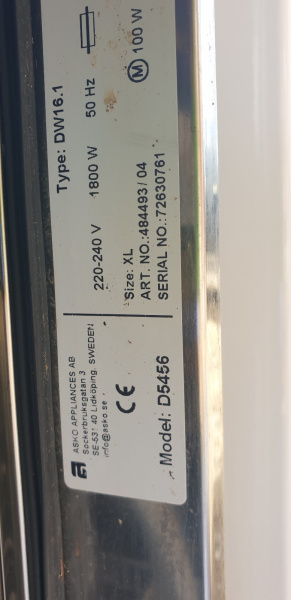 ASKO APPLIANCES AB
Sockerbruksgatan 3
SE-531 40 Lidköping, SWEDEN
info@asko.se
CE
Model: D5456
Type: DW16.1
220-240 V 1800 W 50 Hz
M 100 W
Size: XL
ART. NO.:484493/04
SERIAL NO.:72630761